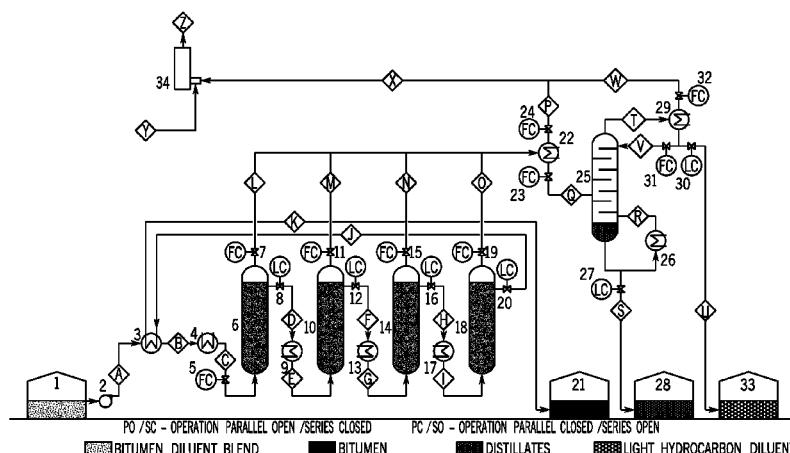 Z
34
X
W
32
FC
24
P
FC
29
T
Y
22
V
FC
LC
25
31
30
L
M
N
O
FC
23
Q
R
K
J
26
FC
7
FC
11
FC
15
FC
19
LC
LC
LC
LC
27
8
12
16
20
LC
6
D
10
F
14
H
18
S
U
3
B
4
A
C
5
FC
9
E
13
G
17
I
1
2
21
28
33
PO /SC - OPERATION PARALLEL OPEN /SERIES CLOSED
PC /SO - OPERATION PARALLEL CLOSED /SERIES OPEN
BITUMEN DILUENT BLEND
BITUMEN
DISTILLATES
LIGHT HYDROCARBON DILUENT